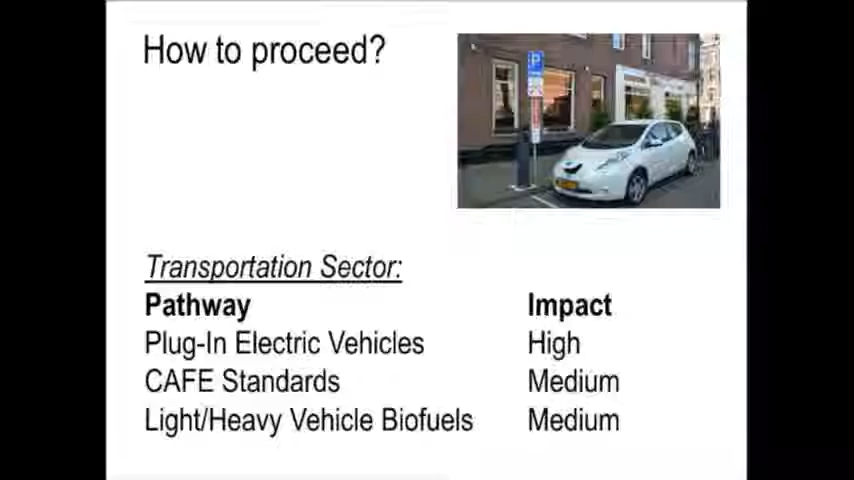 How to proceed?
P
Transportation Sector:
Pathway Impact
Plug-In Electric Vehicles High
CAFE Standards Medium
Light/Heavy Vehicle Biofuels Medium